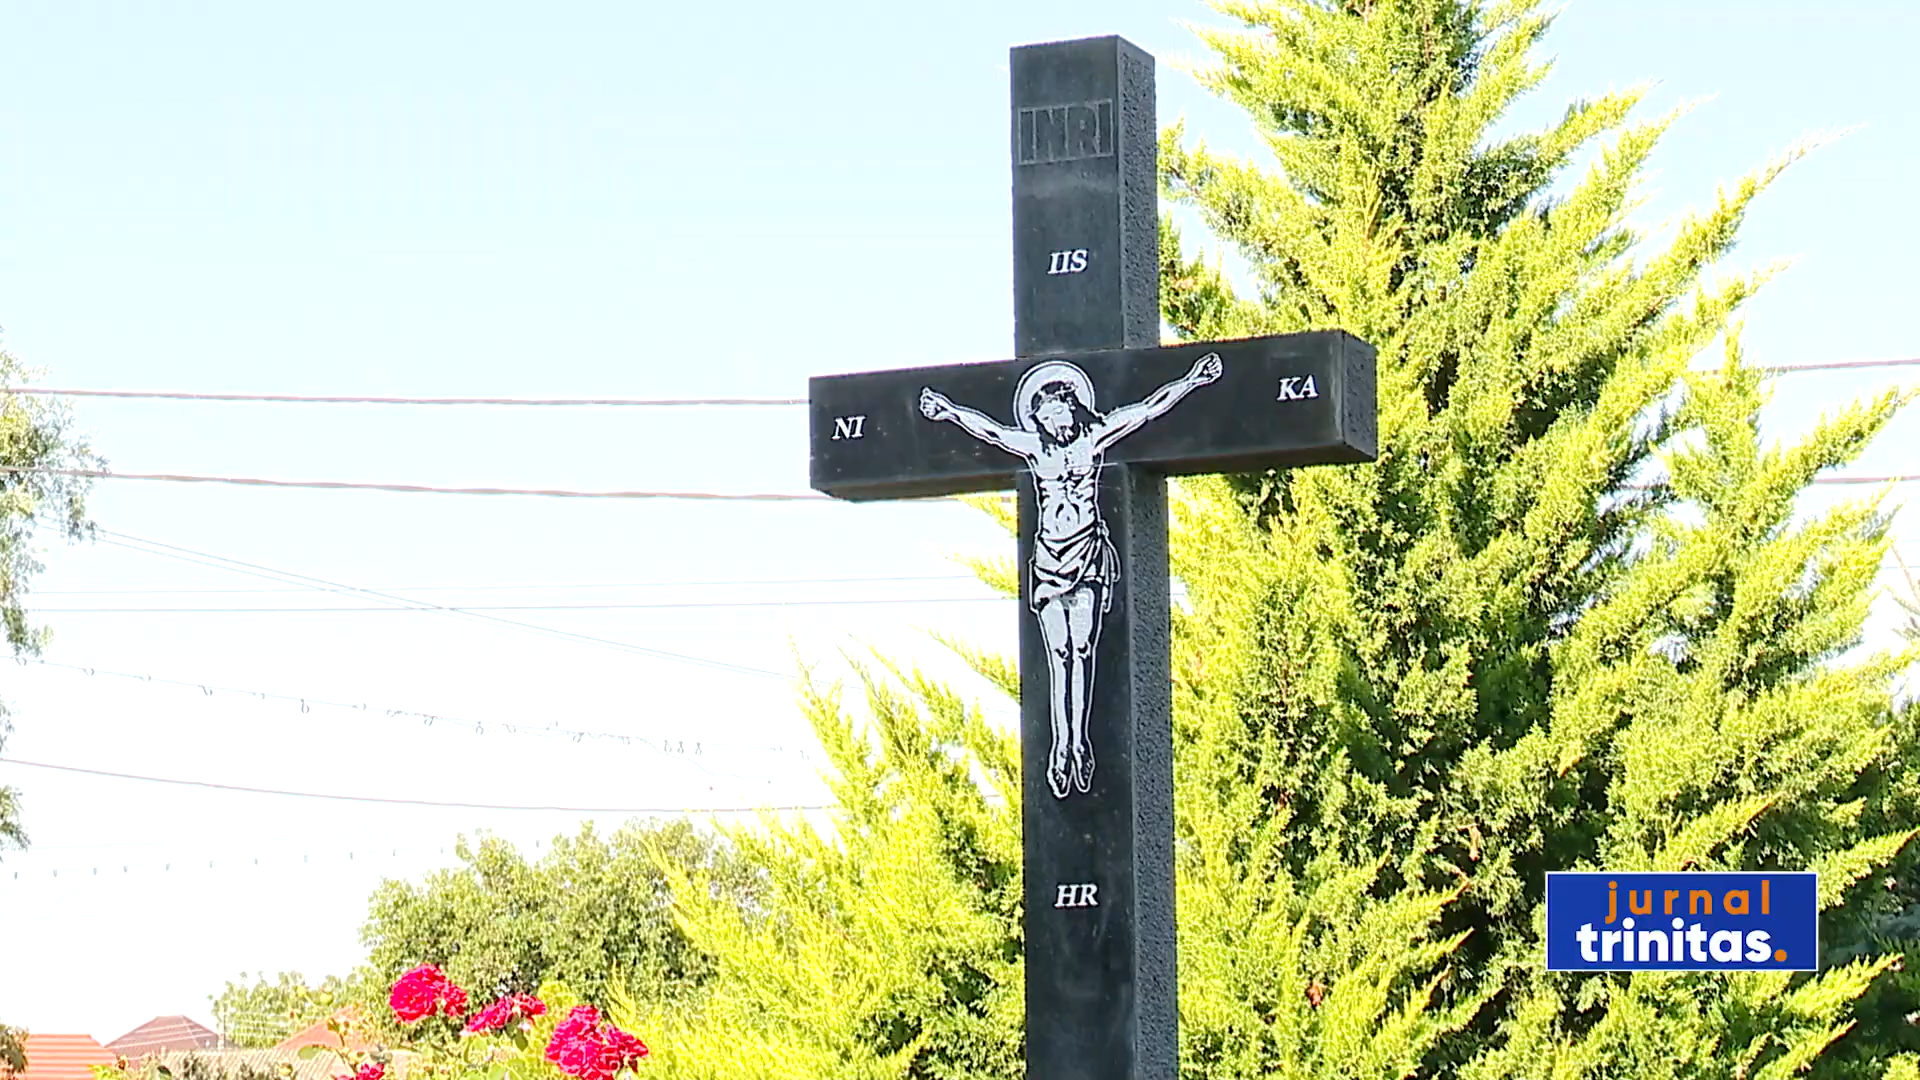 INRI
IIS
NI KA
HR
jurnal
trinitas.